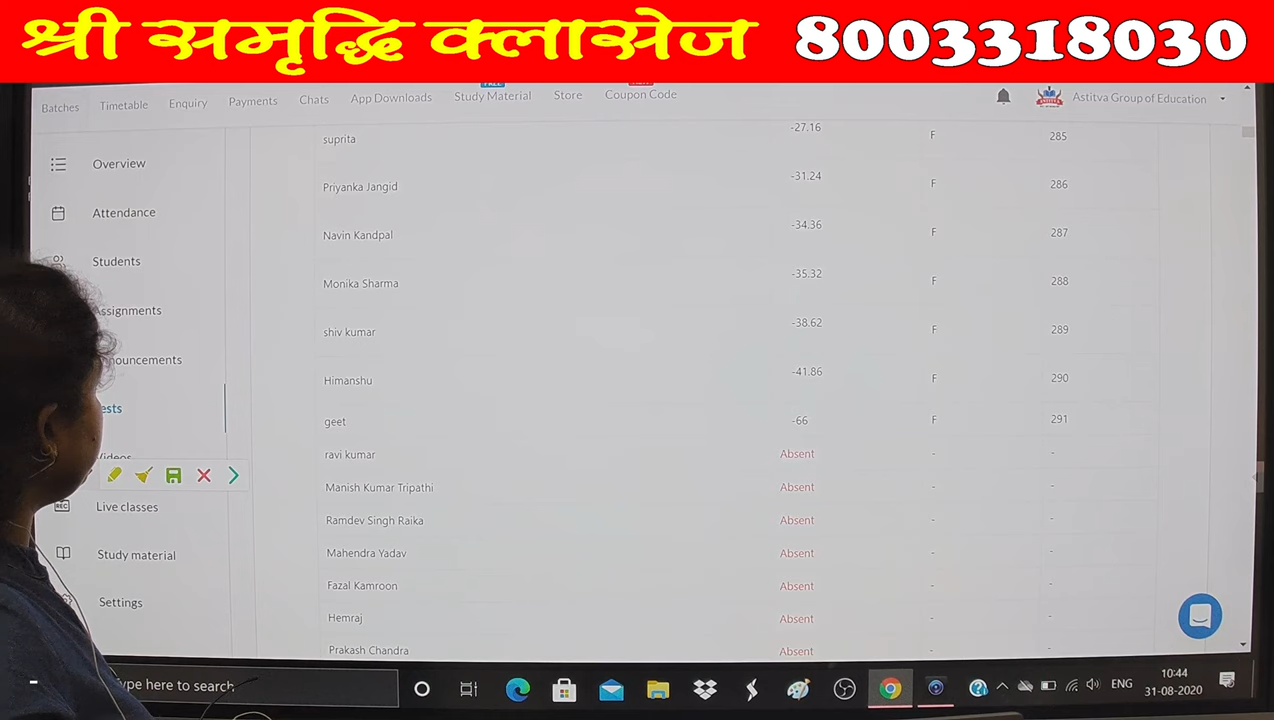 श्री समृद्धि क्लासेज 8003318030
Batches Timetable Enquiry Payments Chats App Downloads Study Material Store Coupon Code Astitva Group of Education
Overview
Attendance
Students
Assignments
Announcements
Tests
Videos
Live classes
Study material
Settings
suprita -27.16 F 285
Priyanka Jangid -31.24 F 286
Navin Kandpal -34.36 F 287
Monika Sharma -35.32 F 288
shiv kumar -38.62 F 289
Himanshu -41.86 F 290
geet -66 F 291
ravi kumar Absent - -
Manish Kumar Tripathi Absent - -
Ramdev Singh Raika Absent - -
Mahendra Yadav Absent - -
Fazal Kamroon Absent - -
Hemraj Absent - -
Prakash Chandra Absent
Type here to search
ENG 10:44
31-08-2020